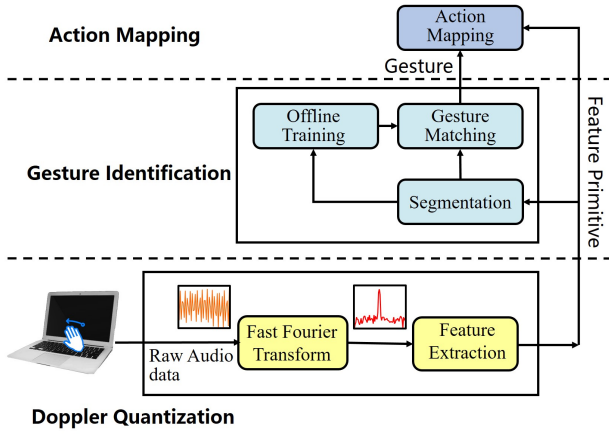 Action Mapping
Action
Mapping
Gesture
Feature Primitive
Gesture Identification
Offline
Training
Gesture
Matching
Segmentation
Raw Audio
data
Fast Fourier
Transform
Feature
Extraction
Doppler Quantization